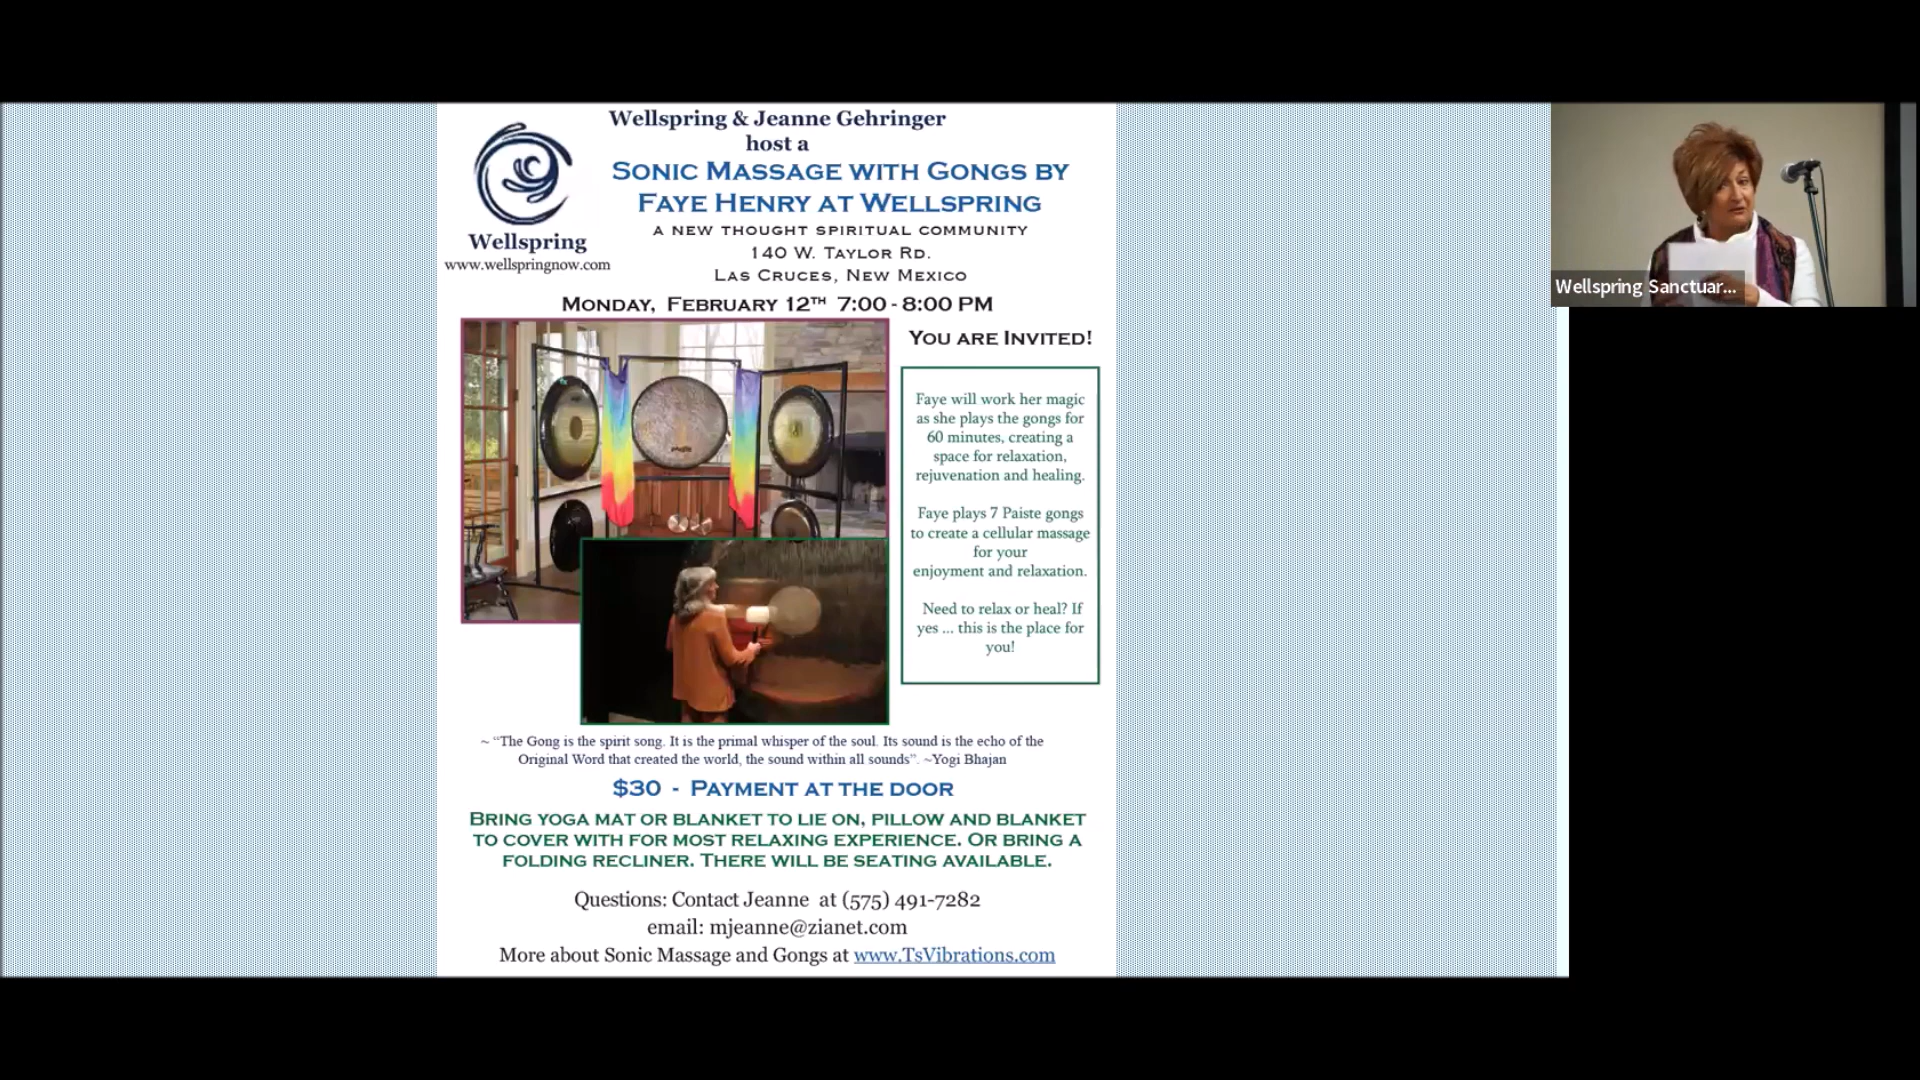 Wellspring & Jeanne Gehringer
host a
Sonic Massage with Gongs by
Faye Henry at Wellspring
a new thought spiritual community
140 W. Taylor Rd.
Las Cruces, New Mexico
Wellspring
www.wellspringnow.com
Monday, February 12th 7:00 - 8:00 PM
You are Invited!
Faye will work her magic
as she plays the gongs for
60 minutes, creating a
space for relaxation,
rejuvenation and healing.
Faye plays 7 Paiste gongs
to create a cellular massage
for your
enjoyment and relaxation.
Need to relax or heal? If
yes ... this is the place for
you!
~ “The Gong is the spirit song. It is the primal whisper of the soul. Its sound is the echo of the
Original Word that created the world, the sound within all sounds”. ~Yogi Bhajan
$30 - Payment at the door
Bring yoga mat or blanket to lie on, pillow and blanket
to cover with for most relaxing experience. Or bring a
folding recliner. There will be seating available.
Questions: Contact Jeanne at (575) 491-7282
email: mjeanne@zianet.com
More about Sonic Massage and Gongs at www.TsVibrations.com
Wellspring Sanctuar...